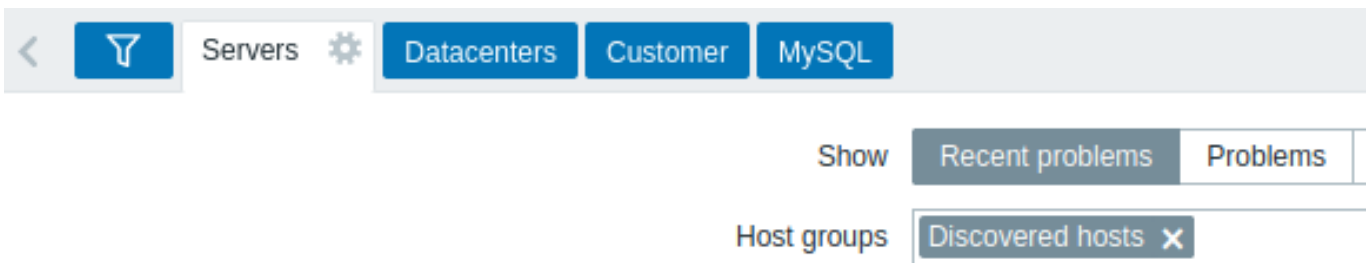 Servers Datacenters Customer MySQL
Show Recent problems Problems
Host groups Discovered hosts